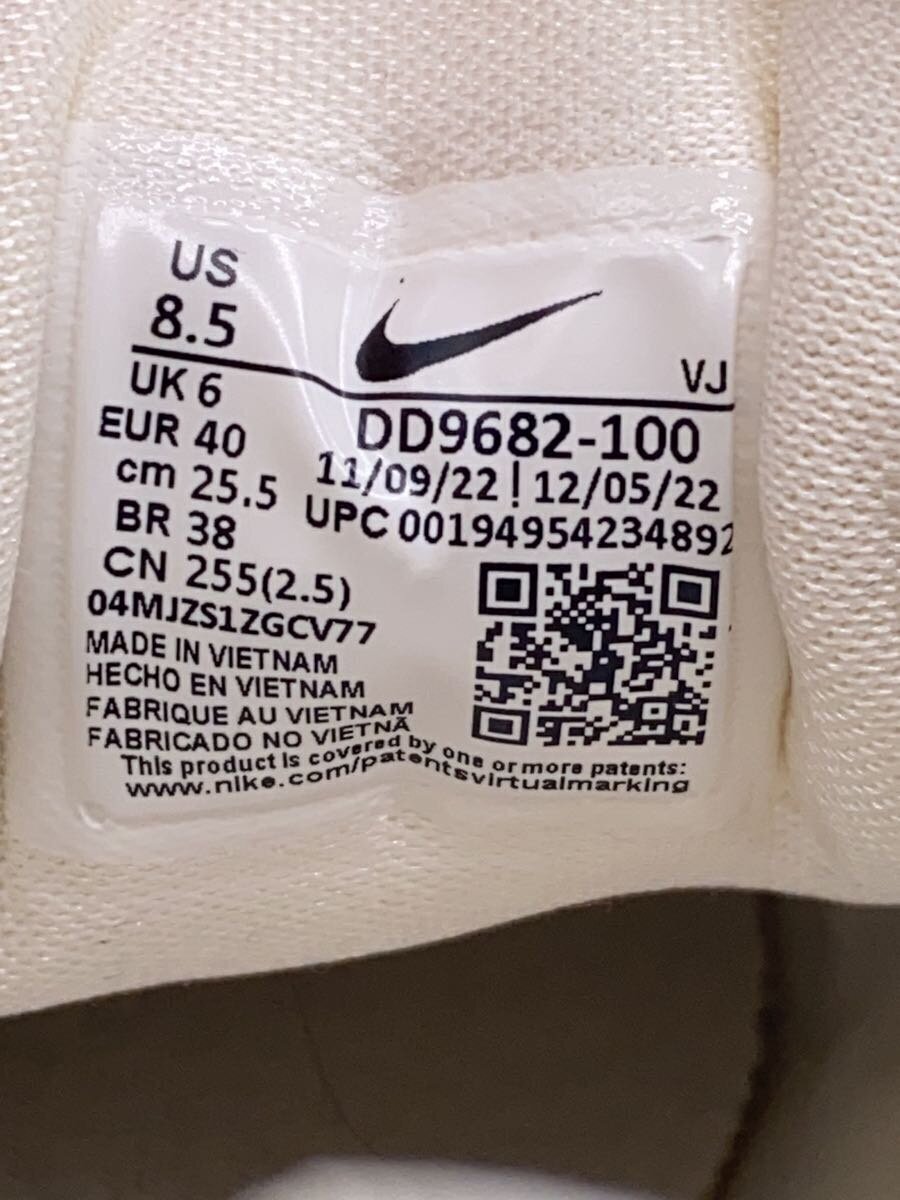 US
8.5
UK 6
EUR 40
cm 25.5
BR 38
CN 255(2.5)
VJ
DD9682-100
11/09/22 | 12/05/22
UPC 00194954234892
04MJZS1ZGCV77
MADE IN VIETNAM
HECHO EN VIETNAM
FABRIQUE AU VIETNAM
FABRICADO NO VIETNÃ
This product is covered by one or more patents:
www.nike.com/patentsvirtualmarking